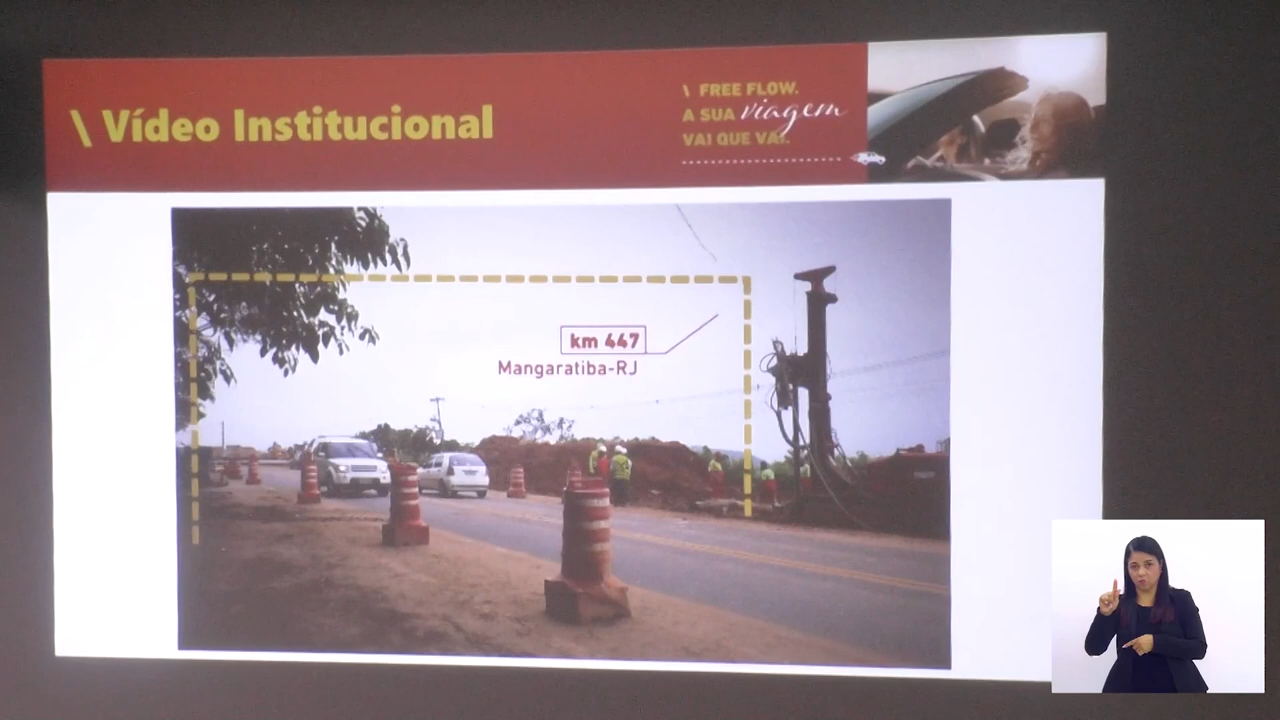 \ Vídeo Institucional
\ FREE FLOW.
A SUA viagem
VAI QUE VAI.
km 447
Mangaratiba-RJ